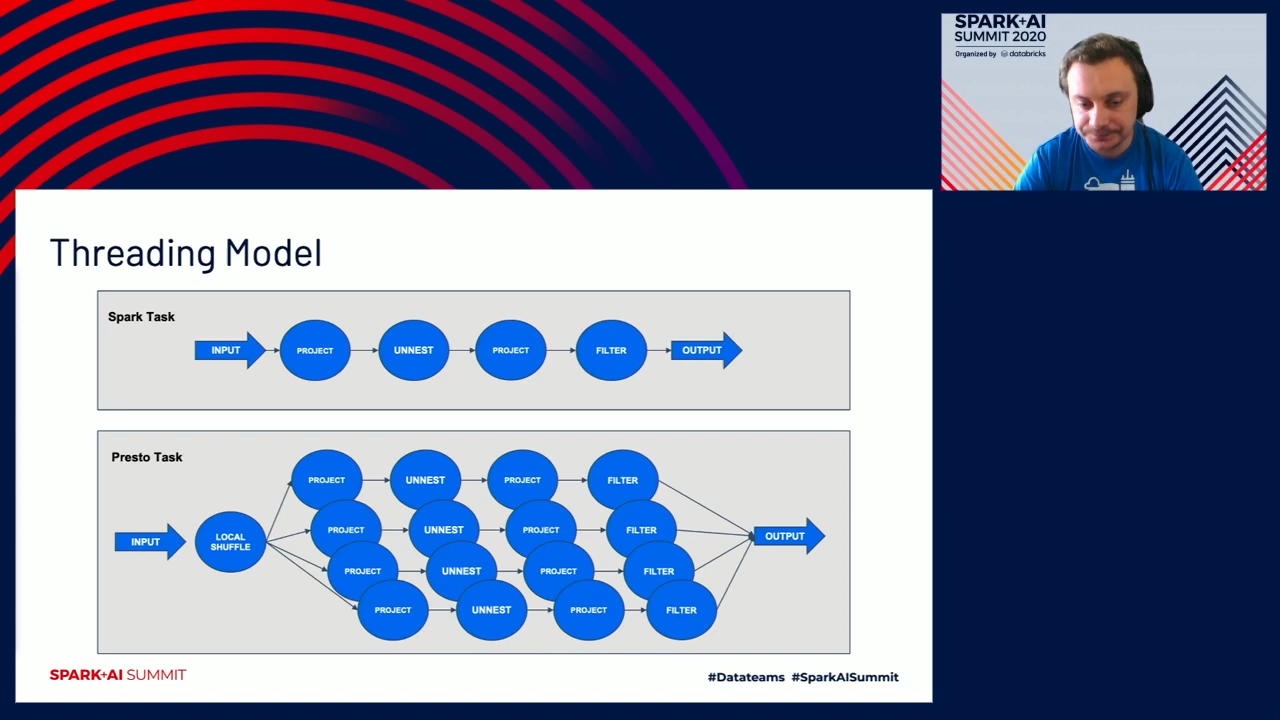 SPARK+AI
SUMMIT 2020
Organized by databricks
Threading Model
Spark Task
INPUT
PROJECT
UNNEST
PROJECT
FILTER
OUTPUT
Presto Task
INPUT
LOCAL
SHUFFLE
PROJECT
UNNEST
PROJECT
FILTER
PROJECT
UNNEST
PROJECT
FILTER
PROJECT
UNNEST
PROJECT
FILTER
PROJECT
UNNEST
PROJECT
FILTER
OUTPUT
SPARK+AI SUMMIT
#Datateams #SparkAISummit